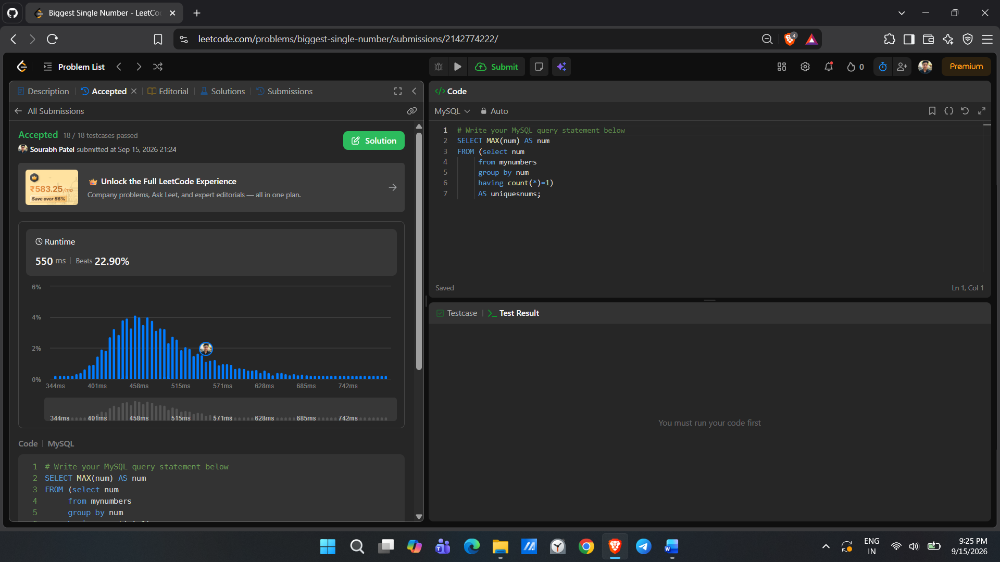 Biggest Single Number - LeetCo
leetcode.com/problems/biggest-single-number/submissions/2142774222/
4
Problem List
Submit
0
Premium
Description
Accepted
Editorial
Solutions
Submissions
All Submissions
Accepted 18 / 18 testcases passed
Sourabh Patel submitted at Sep 15, 2026 21:24
Solution
₹583.25/mo
Save over 56%
Unlock the Full LeetCode Experience
Company problems, Ask Leet, and expert editorials — all in one plan.
Runtime
550 ms Beats 22.90%
6%
4%
2%
0%
344ms 401ms 458ms 515ms 571ms 628ms 685ms 742ms
344ms 401ms 458ms 515ms 571ms 628ms 685ms 742ms
Code MySQL
1 # Write your MySQL query statement below
2 SELECT MAX(num) AS num
3 FROM (select num
4 from mynumbers
5 group by num
Code
MySQL Auto
1 # Write your MySQL query statement below
2 SELECT MAX(num) AS num
3 FROM (select num
4 from mynumbers
5 group by num
6 having count(*)=1)
7 AS uniquesnums;
Saved
Ln 1, Col 1
Testcase
Test Result
You must run your code first
ENG
IN
9:25 PM
9/15/2026